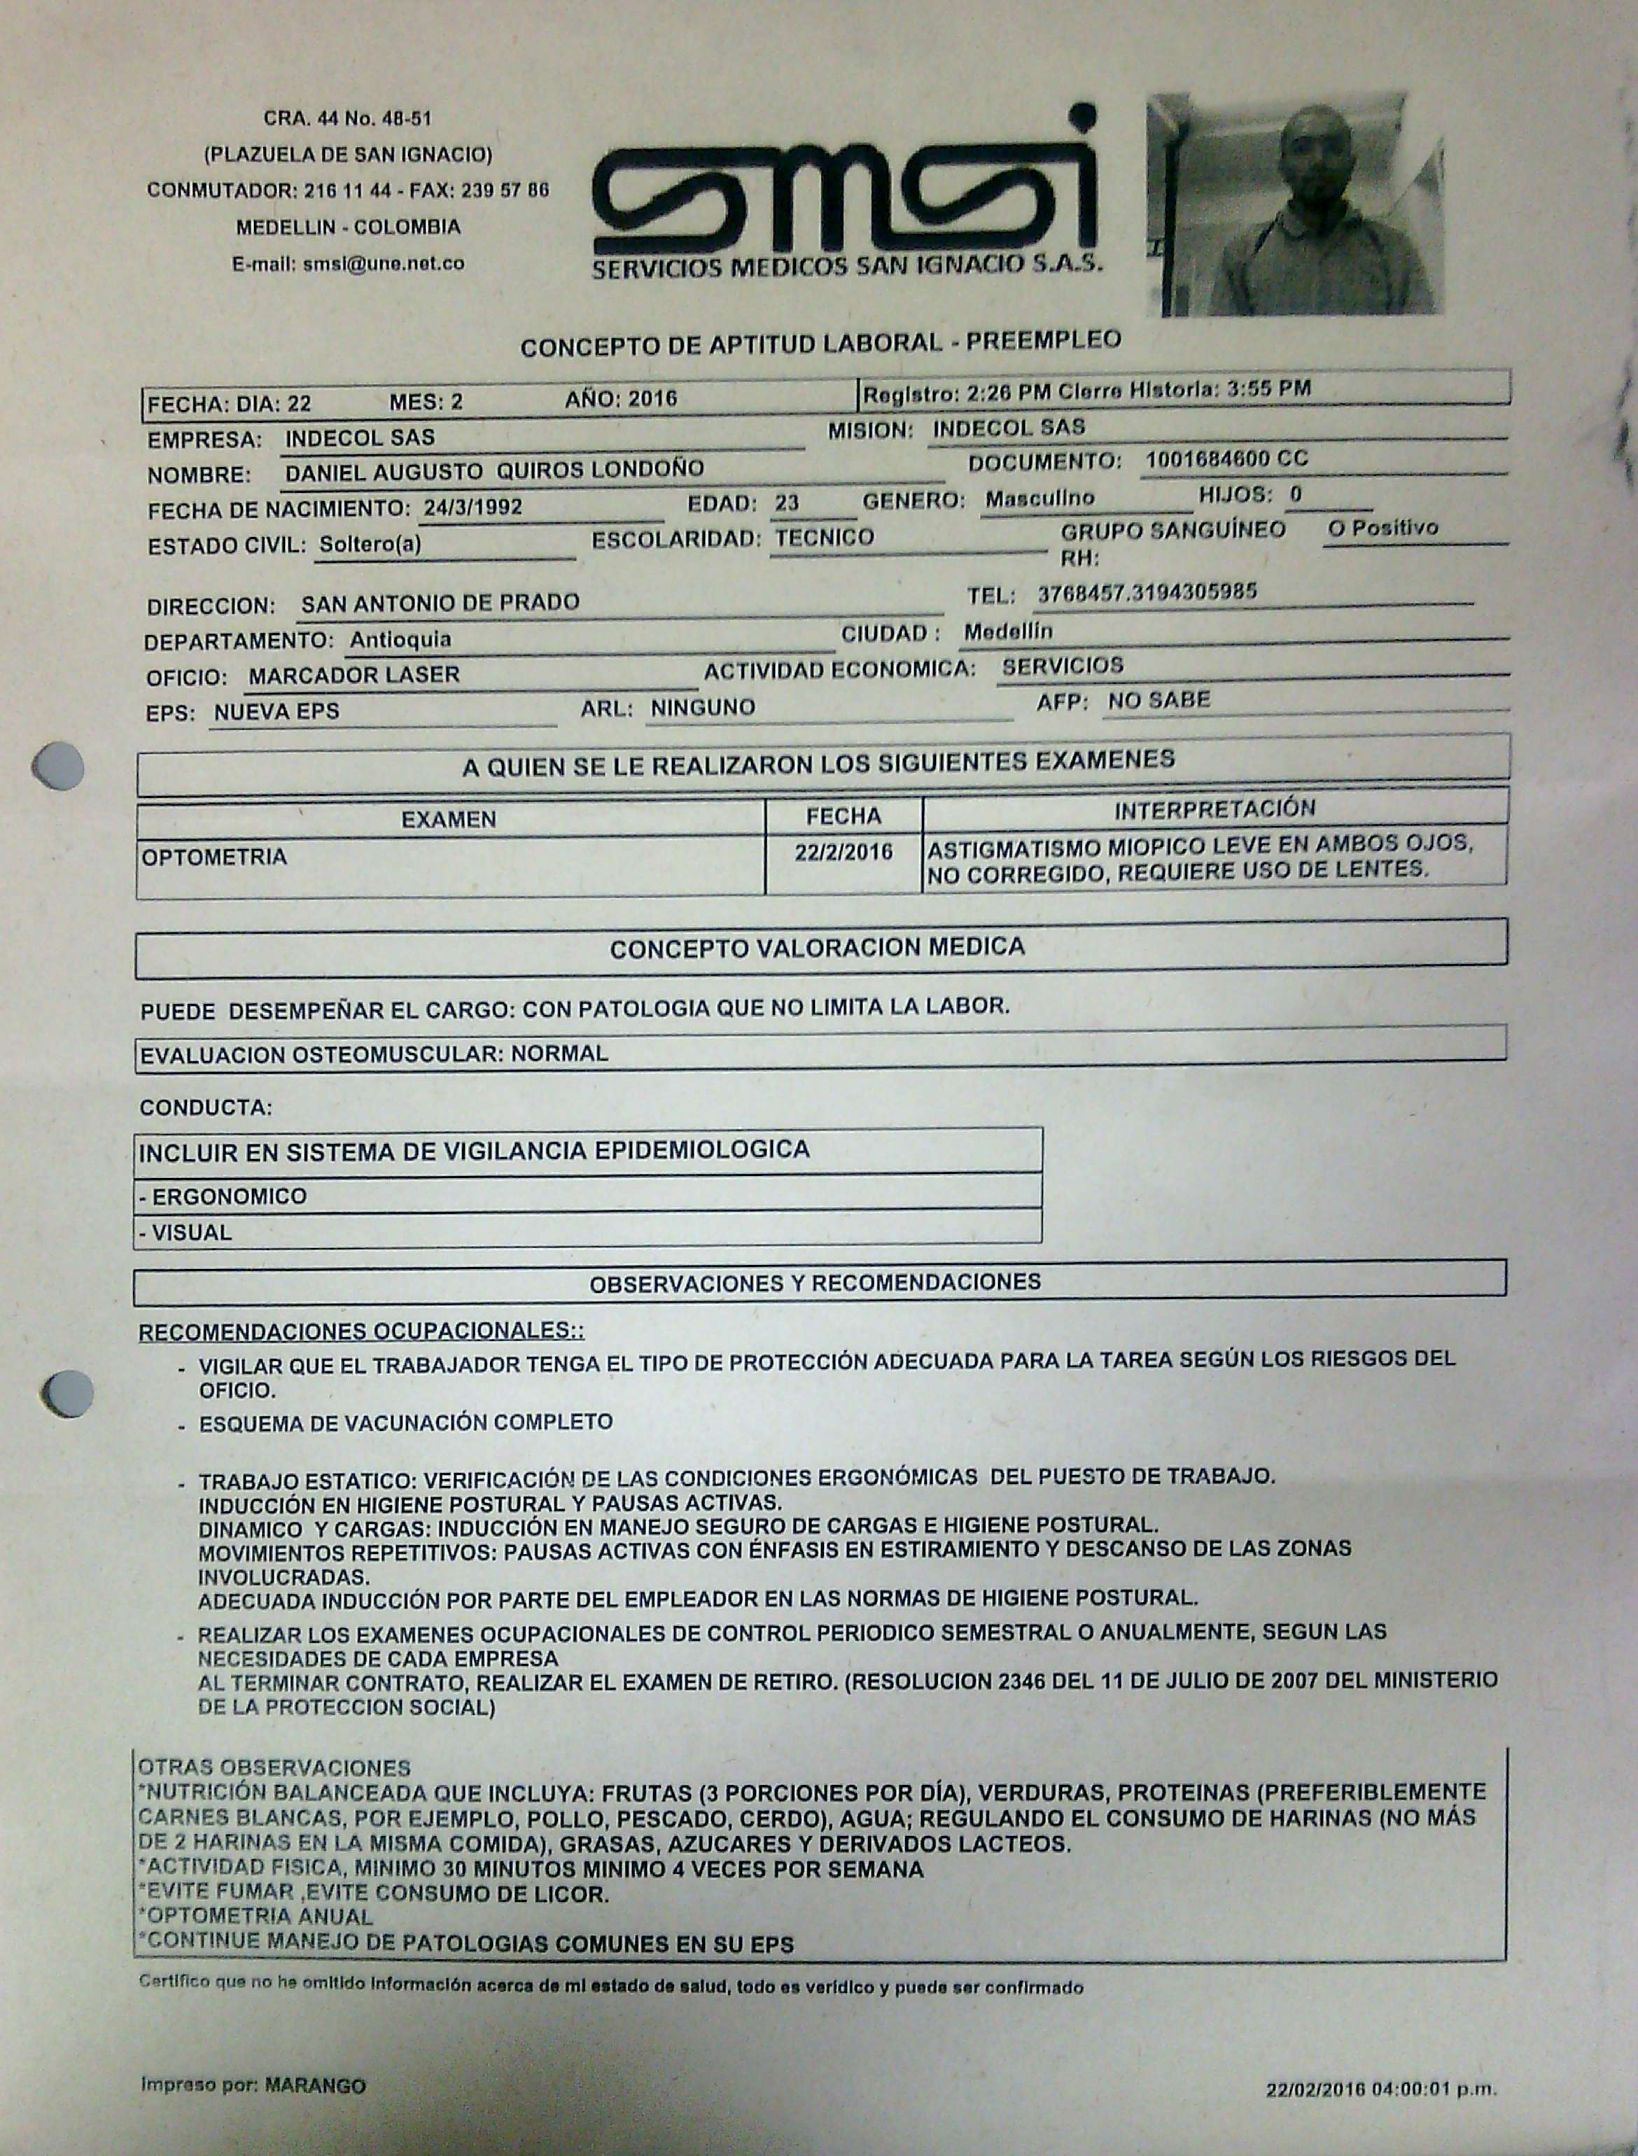 CRA. 44 No. 48-51
(PLAZUELA DE SAN IGNACIO)
CONMUTADOR: 216 11 44 - FAX: 239 57 86
MEDELLIN - COLOMBIA
E-mail: smsi@une.net.co
smsi
SERVICIOS MEDICOS SAN IGNACIO S.A.S.
CONCEPTO DE APTITUD LABORAL - PREEMPLEO
FECHA: DIA: 22 MES: 2 AÑO: 2016 Registro: 2:26 PM Cierre Historia: 3:55 PM
EMPRESA: INDECOL SAS MISION: INDECOL SAS
NOMBRE: DANIEL AUGUSTO QUIROS LONDOÑO DOCUMENTO: 1001684600 CC
FECHA DE NACIMIENTO: 24/3/1992 EDAD: 23 GENERO: Masculino HIJOS: 0
ESTADO CIVIL: Soltero(a) ESCOLARIDAD: TECNICO GRUPO SANGUÍNEO O Positivo
RH:
DIRECCION: SAN ANTONIO DE PRADO TEL: 3768457.3194305985
DEPARTAMENTO: Antioquia CIUDAD : Medellín
OFICIO: MARCADOR LASER ACTIVIDAD ECONOMICA: SERVICIOS
EPS: NUEVA EPS ARL: NINGUNO AFP: NO SABE
A QUIEN SE LE REALIZARON LOS SIGUIENTES EXAMENES
EXAMEN FECHA INTERPRETACIÓN
OPTOMETRIA 22/2/2016 ASTIGMATISMO MIOPICO LEVE EN AMBOS OJOS,
NO CORREGIDO, REQUIERE USO DE LENTES.
CONCEPTO VALORACION MEDICA
PUEDE DESEMPEÑAR EL CARGO: CON PATOLOGIA QUE NO LIMITA LA LABOR.
EVALUACION OSTEOMUSCULAR: NORMAL
CONDUCTA:
INCLUIR EN SISTEMA DE VIGILANCIA EPIDEMIOLOGICA
- ERGONOMICO
- VISUAL
OBSERVACIONES Y RECOMENDACIONES
RECOMENDACIONES OCUPACIONALES::
- VIGILAR QUE EL TRABAJADOR TENGA EL TIPO DE PROTECCIÓN ADECUADA PARA LA TAREA SEGÚN LOS RIESGOS DEL
OFICIO.
- ESQUEMA DE VACUNACIÓN COMPLETO
- TRABAJO ESTATICO: VERIFICACIÓN DE LAS CONDICIONES ERGONÓMICAS DEL PUESTO DE TRABAJO.
INDUCCIÓN EN HIGIENE POSTURAL Y PAUSAS ACTIVAS.
DINAMICO Y CARGAS: INDUCCIÓN EN MANEJO SEGURO DE CARGAS E HIGIENE POSTURAL.
MOVIMIENTOS REPETITIVOS: PAUSAS ACTIVAS CON ÉNFASIS EN ESTIRAMIENTO Y DESCANSO DE LAS ZONAS
INVOLUCRADAS.
ADECUADA INDUCCIÓN POR PARTE DEL EMPLEADOR EN LAS NORMAS DE HIGIENE POSTURAL.
- REALIZAR LOS EXAMENES OCUPACIONALES DE CONTROL PERIODICO SEMESTRAL O ANUALMENTE, SEGUN LAS
NECESIDADES DE CADA EMPRESA
AL TERMINAR CONTRATO, REALIZAR EL EXAMEN DE RETIRO. (RESOLUCION 2346 DEL 11 DE JULIO DE 2007 DEL MINISTERIO
DE LA PROTECCION SOCIAL)
OTRAS OBSERVACIONES
*NUTRICIÓN BALANCEADA QUE INCLUYA: FRUTAS (3 PORCIONES POR DÍA), VERDURAS, PROTEINAS (PREFERIBLEMENTE
CARNES BLANCAS, POR EJEMPLO, POLLO, PESCADO, CERDO), AGUA; REGULANDO EL CONSUMO DE HARINAS (NO MÁS
DE 2 HARINAS EN LA MISMA COMIDA), GRASAS, AZUCARES Y DERIVADOS LACTEOS.
*ACTIVIDAD FISICA, MINIMO 30 MINUTOS MINIMO 4 VECES POR SEMANA
*EVITE FUMAR ,EVITE CONSUMO DE LICOR.
*OPTOMETRIA ANUAL
*CONTINUE MANEJO DE PATOLOGIAS COMUNES EN SU EPS
Certifico que no he omitido información acerca de mi estado de salud, todo es verídico y puede ser confirmado
Impreso por: MARANGO 22/02/2016 04:00:01 p.m.